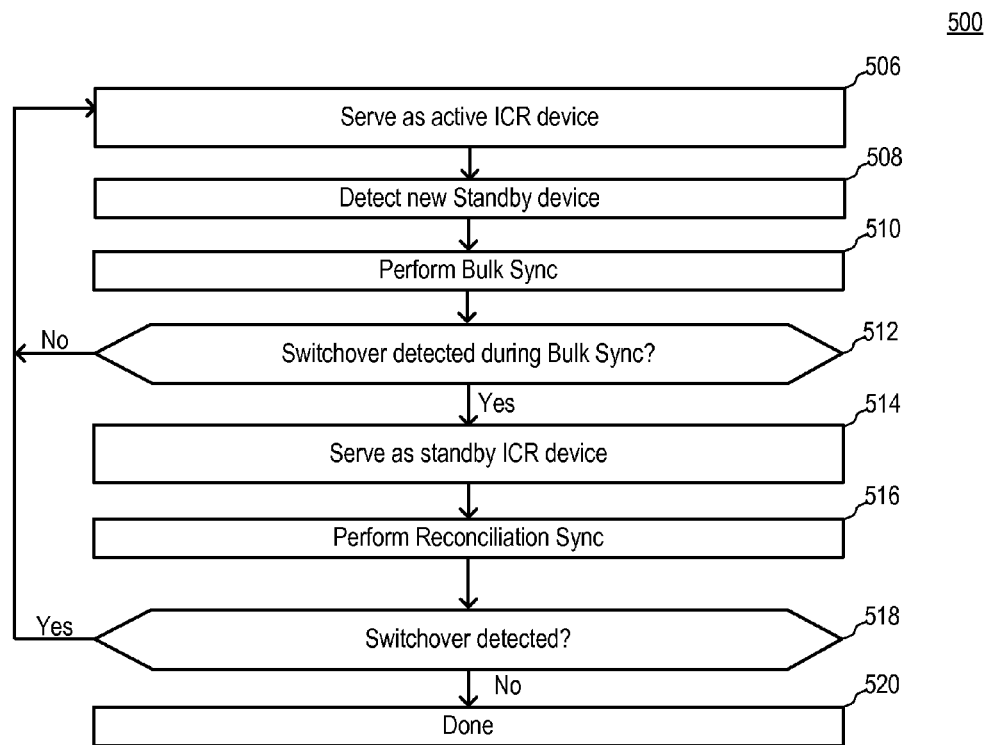 500
506
Serve as active ICR device
508
Detect new Standby device
510
Perform Bulk Sync
512
No
Switchover detected during Bulk Sync?
Yes
514
Serve as standby ICR device
516
Perform Reconciliation Sync
518
Yes
Switchover detected?
No
520
Done